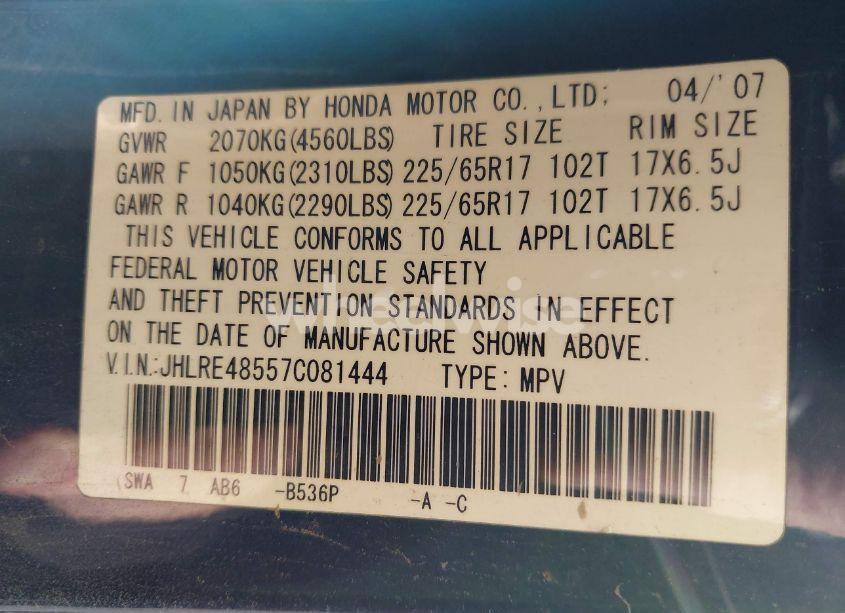 MFD. IN JAPAN BY HONDA MOTOR CO.,LTD; 04/'07
GVWR 2070KG(4560LBS) TIRE SIZE RIM SIZE
GAWR F 1050KG(2310LBS) 225/65R17 102T 17X6.5J
GAWR R 1040KG(2290LBS) 225/65R17 102T 17X6.5J
THIS VEHICLE CONFORMS TO ALL APPLICABLE
FEDERAL MOTOR VEHICLE SAFETY
AND THEFT PREVENTION STANDARDS IN EFFECT
wheelwise
ON THE DATE OF MANUFACTURE SHOWN ABOVE.
V.I.N.:JHLRE48557C081444 TYPE: MPV
(SWA 7 AB6 -B536P -A -C